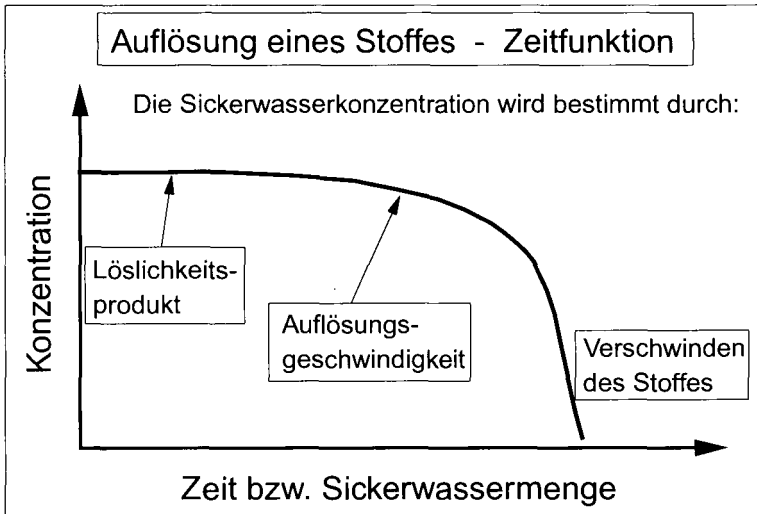 Auflösung eines Stoffes - Zeitfunktion
Die Sickerwasserkonzentration wird bestimmt durch:
Konzentration
Löslichkeits-
produkt
Auflösungs-
geschwindigkeit
Verschwinden
des Stoffes
Zeit bzw. Sickerwassermenge